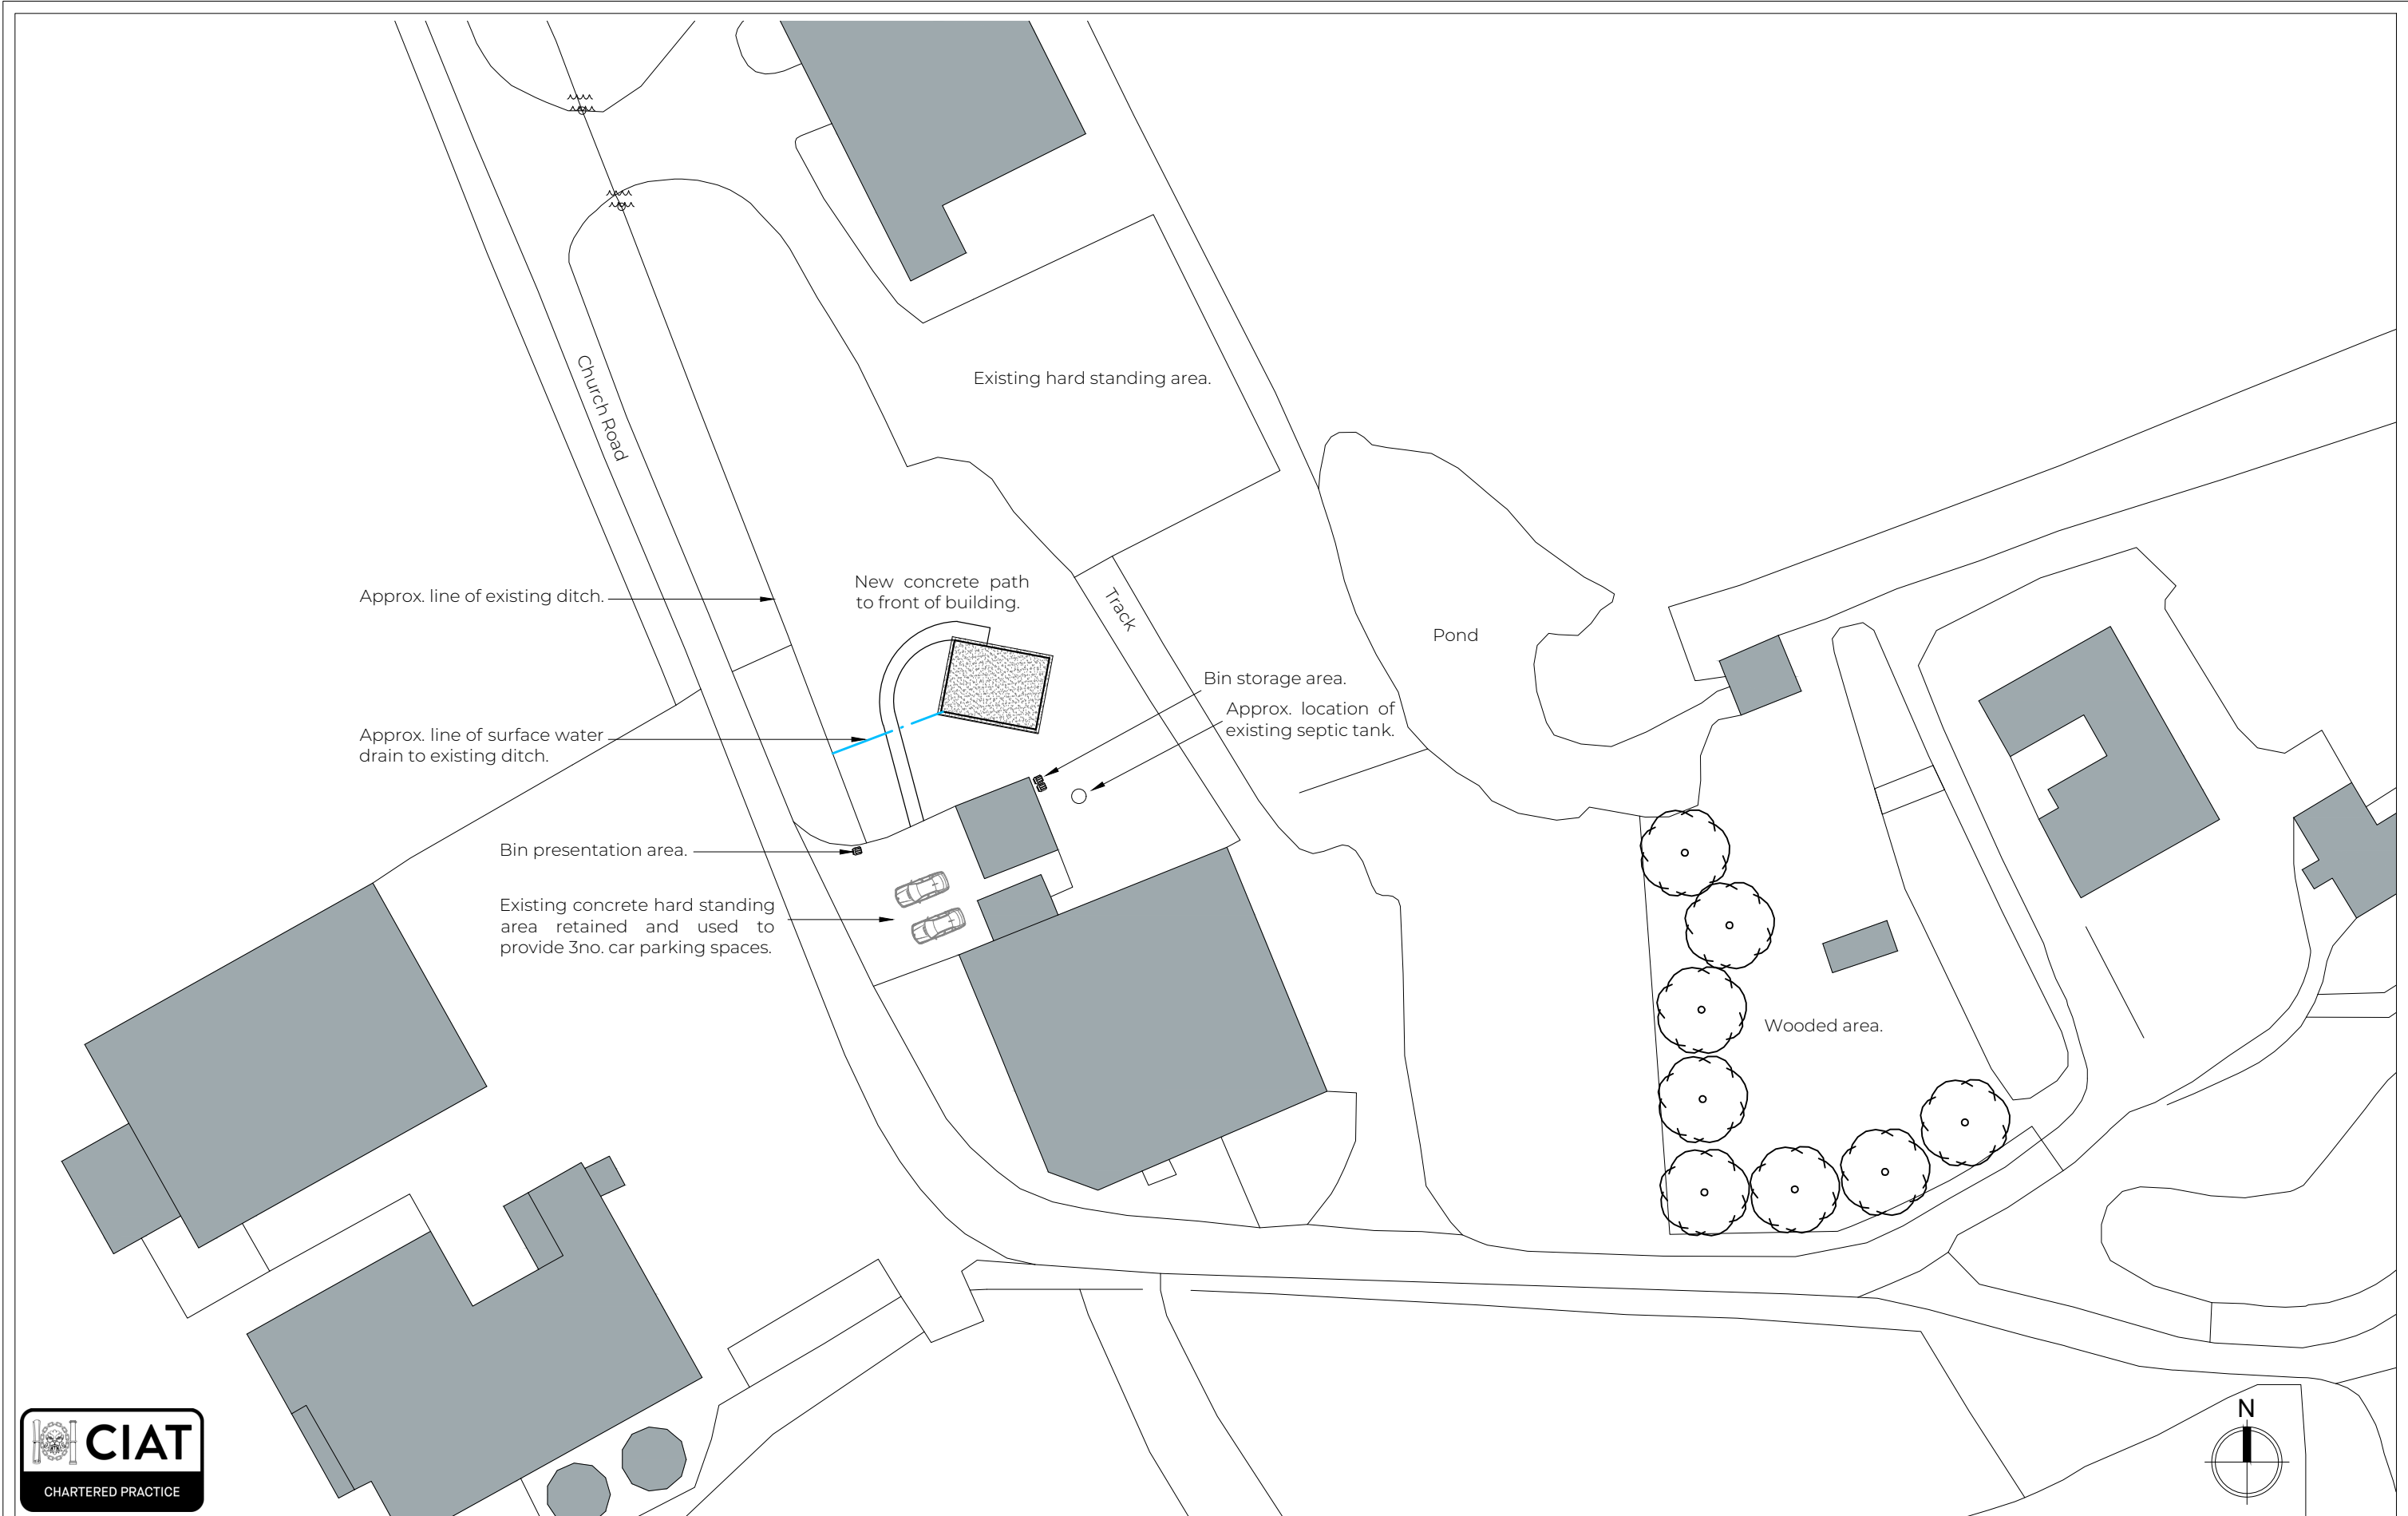 Church Road
Existing hard standing area.
Approx. line of existing ditch.
New concrete path
to front of building.
Track
Pond
Bin storage area.
Approx. location of
existing septic tank.
Approx. line of surface water
drain to existing ditch.
Bin presentation area.
Existing concrete hard standing
area retained and used to
provide 3no. car parking spaces.
Wooded area.
CIAT
CHARTERED PRACTICE
N